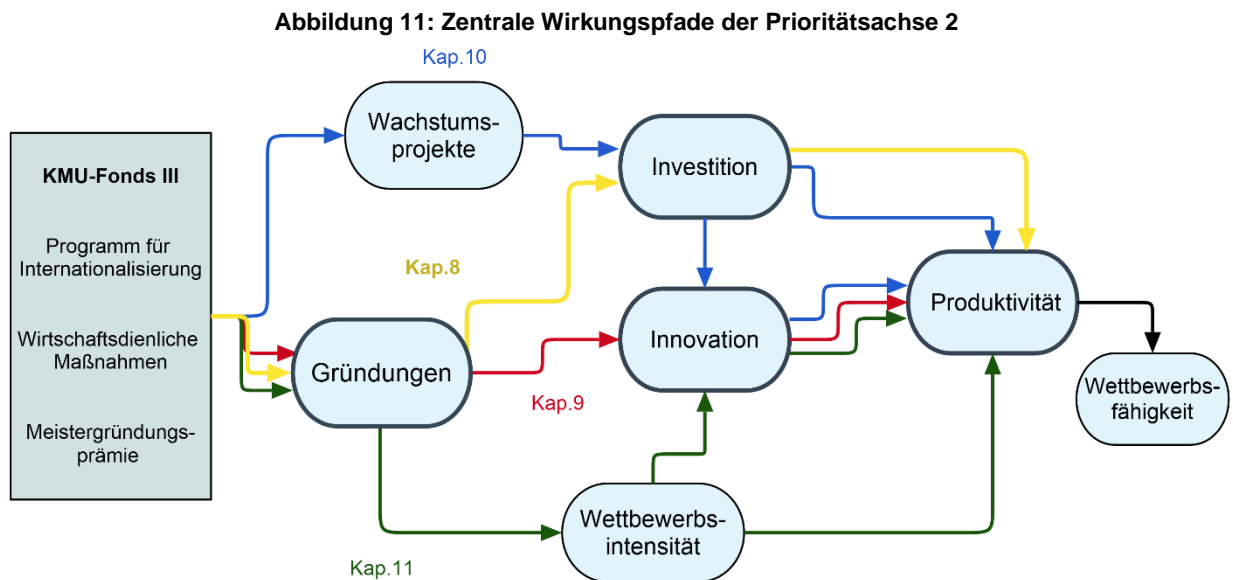 Abbildung 11: Zentrale Wirkungspfade der Prioritätsachse 2
Kap.10
Wachstums-
projekte
Investition
KMU-Fonds III
Programm für
Internationalisierung
Wirtschaftsdienliche
Maßnahmen
Meistergründungs-
prämie
Kap.8
Gründungen
Kap.9
Innovation
Produktivität
Wettbewerbs-
fähigkeit
Wettbewerbs-
intensität
Kap.11